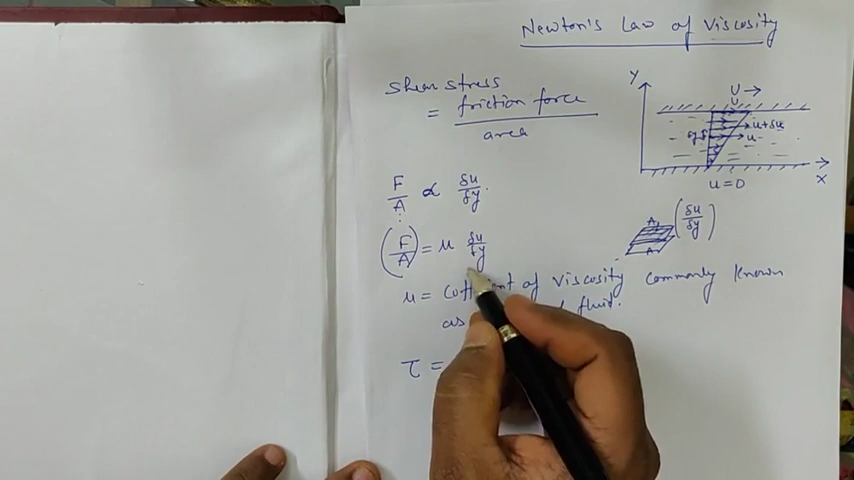 Newton's Law of Viscosity
shear stress
= friction force
area
F/A ∝ δu/δy
(F/A) = μ δu/δy
μ = of viscosity commonly known
as fluid.
τ =
Y
U →
U
u+δu
δy
u
u=0
X
A
(δu/δy)
A